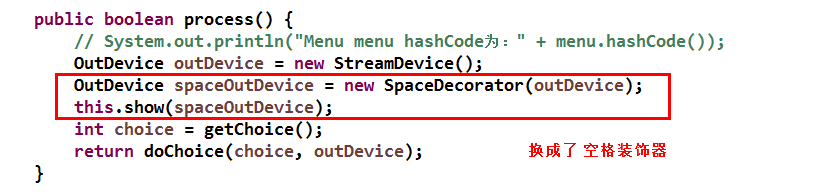 public boolean process() {
// System.out.println("Menu menu hashCode为：" + menu.hashCode());
OutDevice outDevice = new StreamDevice();
OutDevice spaceOutDevice = new SpaceDecorator(outDevice);
this.show(spaceOutDevice);
int choice = getChoice();
return doChoice(choice, outDevice);
换成了 空格装饰器
}